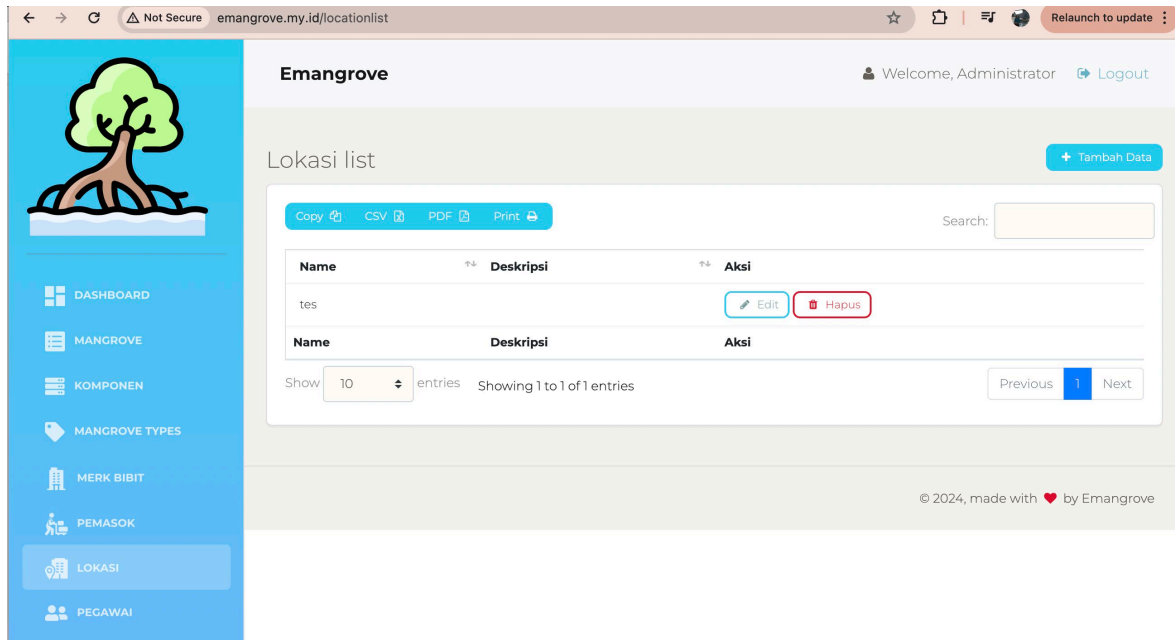 Not Secure emangrove.my.id/locationlist Relaunch to update
Emangrove
Welcome, Administrator Logout
Lokasi list
+ Tambah Data
Copy CSV PDF Print
Search:
Name Deskripsi Aksi
tes Edit Hapus
Name Deskripsi Aksi
Show 10 entries Showing 1 to 1 of 1 entries
Previous 1 Next
© 2024, made with by Emangrove
DASHBOARD
MANGROVE
KOMPONEN
MANGROVE TYPES
MERK BIBIT
PEMASOK
LOKASI
PEGAWAI